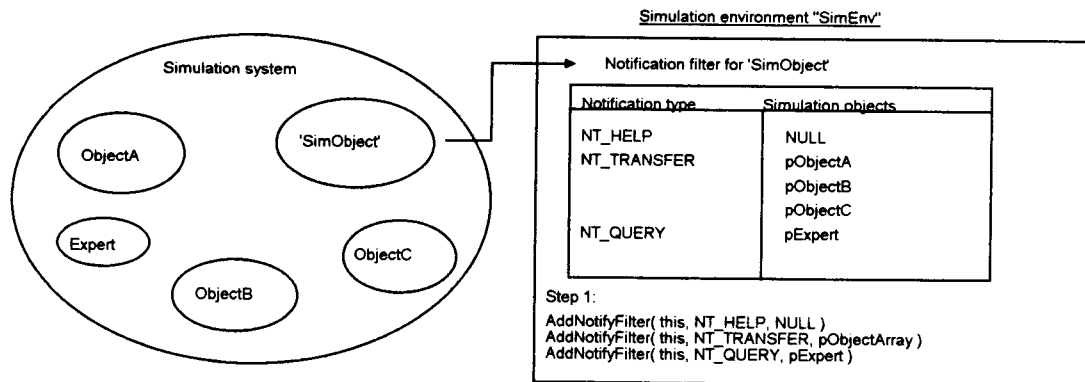 Simulation environment "SimEnv"
Simulation system
Notification filter for 'SimObject'
ObjectA
'SimObject'
Expert
ObjectB
ObjectC
Notification type Simulation objects
NT_HELP NULL
NT_TRANSFER pObjectA
pObjectB
pObjectC
NT_QUERY pExpert
Step 1:
AddNotifyFilter( this, NT_HELP, NULL )
AddNotifyFilter( this, NT_TRANSFER, pObjectArray )
AddNotifyFilter( this, NT_QUERY, pExpert )